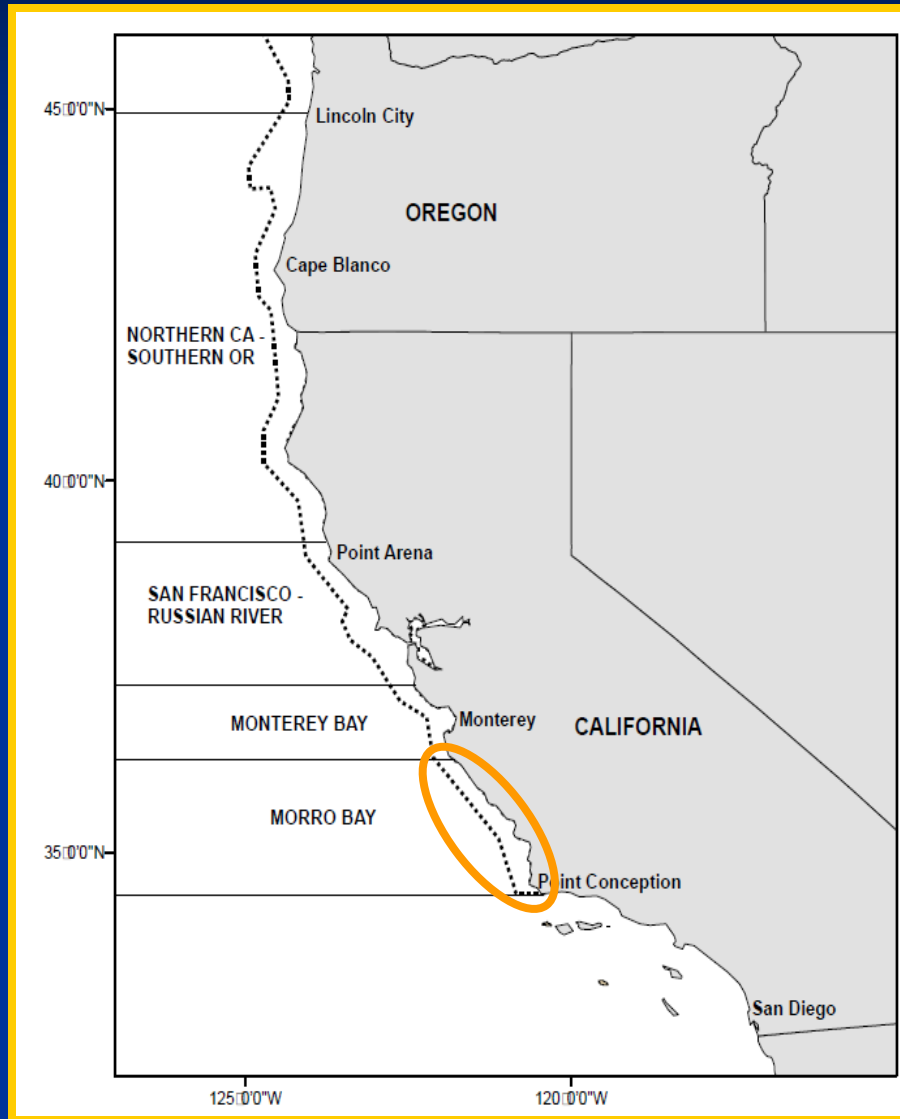 45□0'0"N
Lincoln City
OREGON
Cape Blanco
NORTHERN CA -
SOUTHERN OR
40□0'0"N
Point Arena
SAN FRANCISCO -
RUSSIAN RIVER
MONTEREY BAY
Monterey
CALIFORNIA
MORRO BAY
35□0'0"N
Point Conception
San Diego
125□0'0"W
120□0'0"W